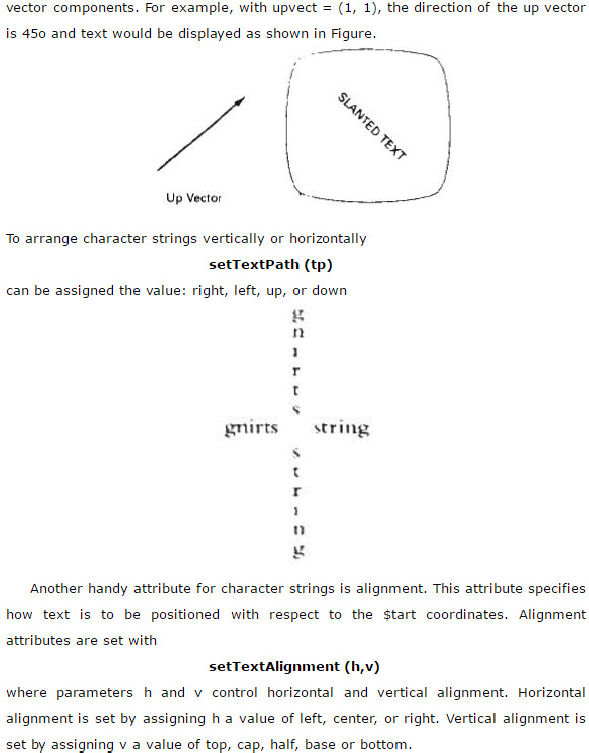 vector components. For example, with upvect = (1, 1), the direction of the up vector
is 45o and text would be displayed as shown in Figure.
SLANTED TEXT
Up Vector
To arrange character strings vertically or horizontally
setTextPath (tp)
can be assigned the value: right, left, up, or down
g
n
i
r
t
s
gnirts string
s
t
r
i
n
g
Another handy attribute for character strings is alignment. This attribute specifies
how text is to be positioned with respect to the $tart coordinates. Alignment
attributes are set with
setTextAlignment (h,v)
where parameters h and v control horizontal and vertical alignment. Horizontal
alignment is set by assigning h a value of left, center, or right. Vertical alignment is
set by assigning v a value of top, cap, half, base or bottom.